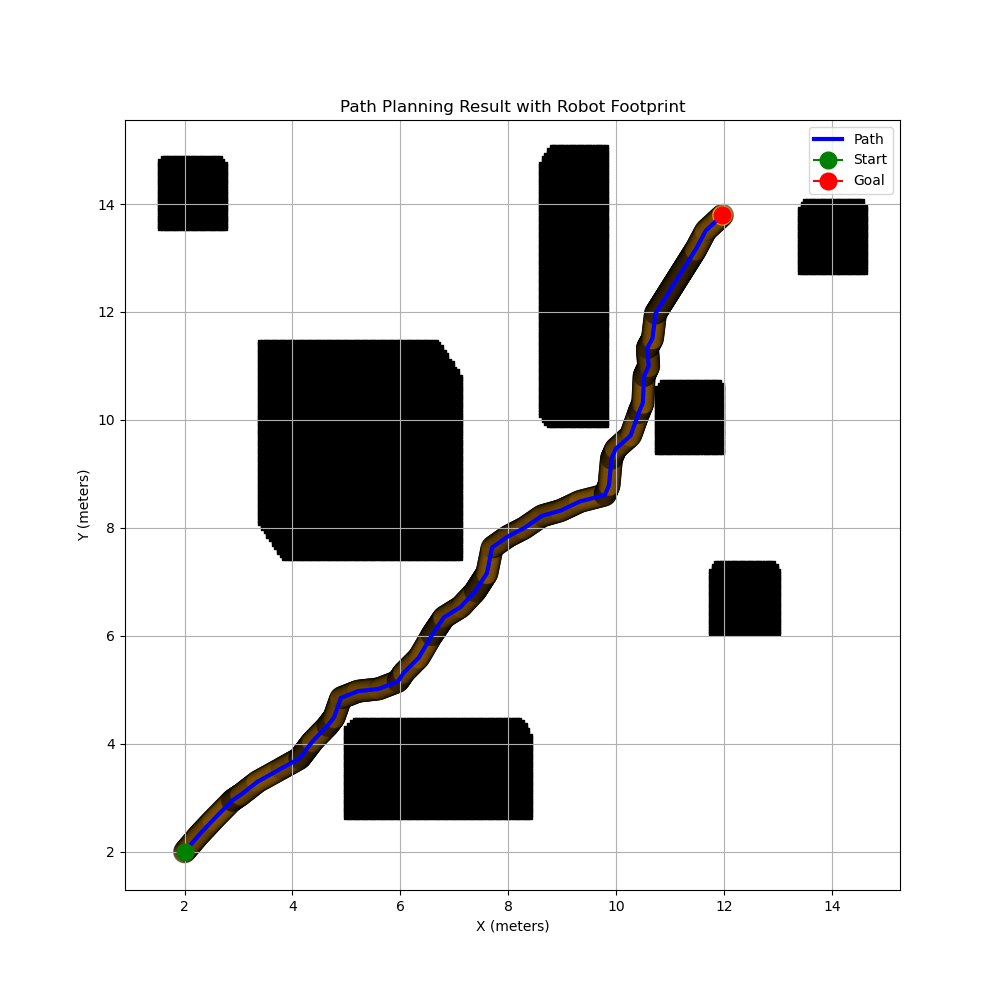 Path Planning Result with Robot Footprint
Path
Start
Goal
14
12
10
8
6
4
2
Y (meters)
2 4 6 8 10 12 14
X (meters)